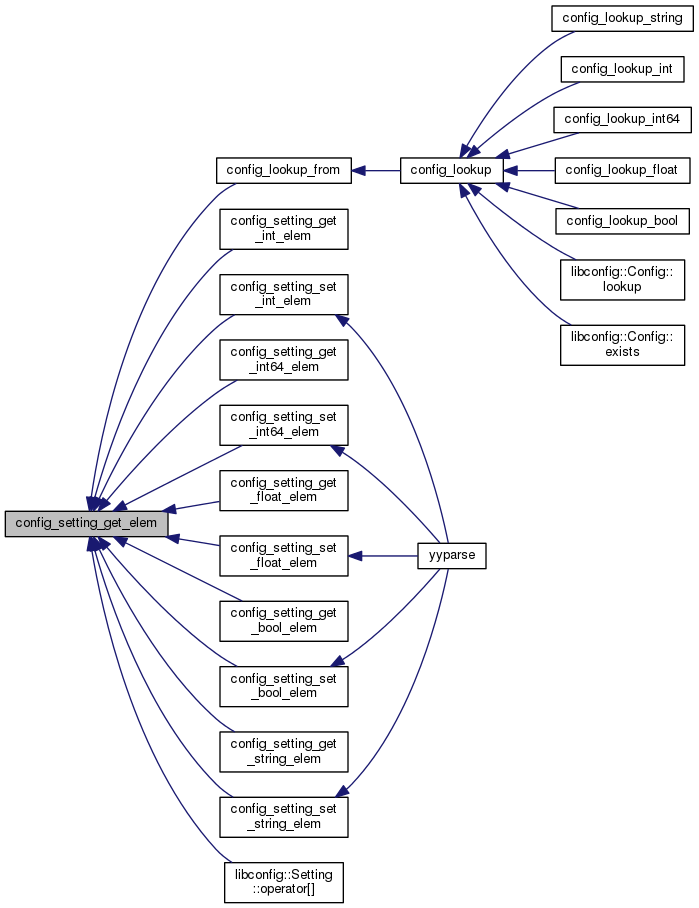 config_lookup_string
config_lookup_int
config_lookup_int64
config_lookup_from
config_lookup
config_lookup_float
config_lookup_bool
config_setting_get
_int_elem
libconfig::Config::
lookup
config_setting_set
_int_elem
libconfig::Config::
exists
config_setting_get
_int64_elem
config_setting_set
_int64_elem
config_setting_get
_float_elem
config_setting_get_elem
config_setting_set
_float_elem
yyparse
config_setting_get
_bool_elem
config_setting_set
_bool_elem
config_setting_get
_string_elem
config_setting_set
_string_elem
libconfig::Setting
::operator[]